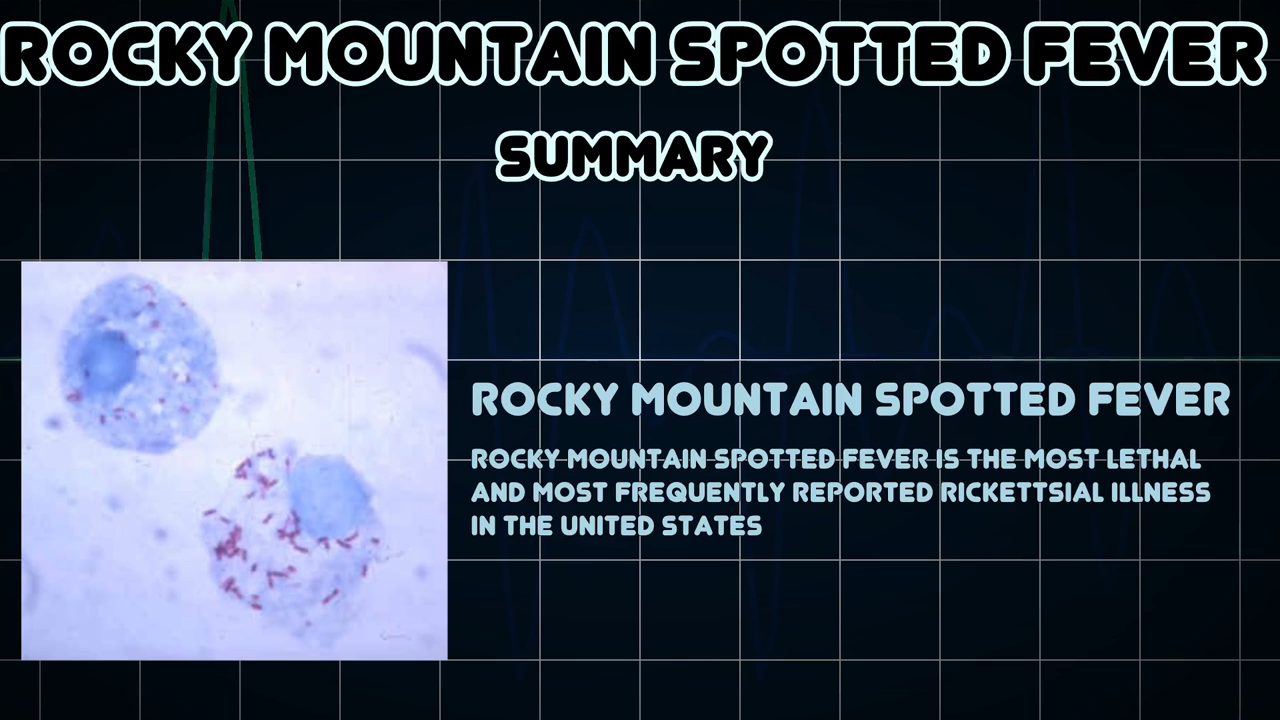 ROCKY MOUNTAIN SPOTTED FEVER
SUMMARY
ROCKY MOUNTAIN SPOTTED FEVER
ROCKY MOUNTAIN SPOTTED FEVER IS THE MOST LETHAL
AND MOST FREQUENTLY REPORTED RICKETTSIAL ILLNESS
IN THE UNITED STATES